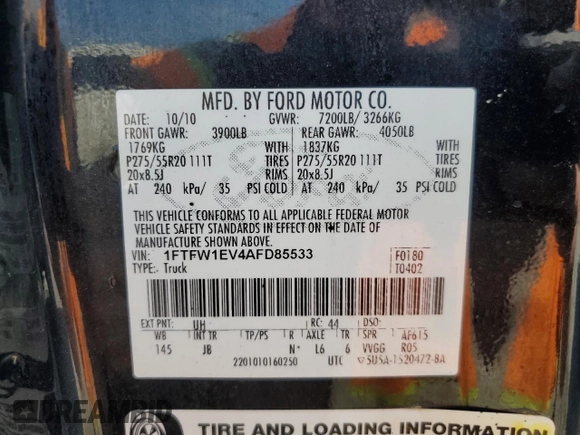 MFD. BY FORD MOTOR CO.
DATE: 10/10 GVWR: 7200LB/ 3266KG
FRONT GAWR: 3900LB REAR GAWR: 4050LB
1769KG WITH 1837KG WITH
P275/55R20 111T TIRES P275/55R20 111T TIRES
20x8.5J RIMS 20x8.5J RIMS
AT 240 kPa/ 35 PSI COLD AT 240 kPa/ 35 PSI COLD
THIS VEHICLE CONFORMS TO ALL APPLICABLE FEDERAL MOTOR
VEHICLE SAFETY STANDARDS IN EFFECT ON THE DATE OF
MANUFACTURE SHOWN ABOVE.
VIN: 1FTFW1EV4AFD85533 F0180
TYPE: Truck T0402
EXT PNT: UH RC: 44 DSO:
WB INT TR TP/PS R AXLE TR SPR AF615
145 JB N* L6 6 VVGG R05
2201010160250 UTC 5U5A-1520472-BA
TIRE AND LOADING INFORMATION
DREAMBID